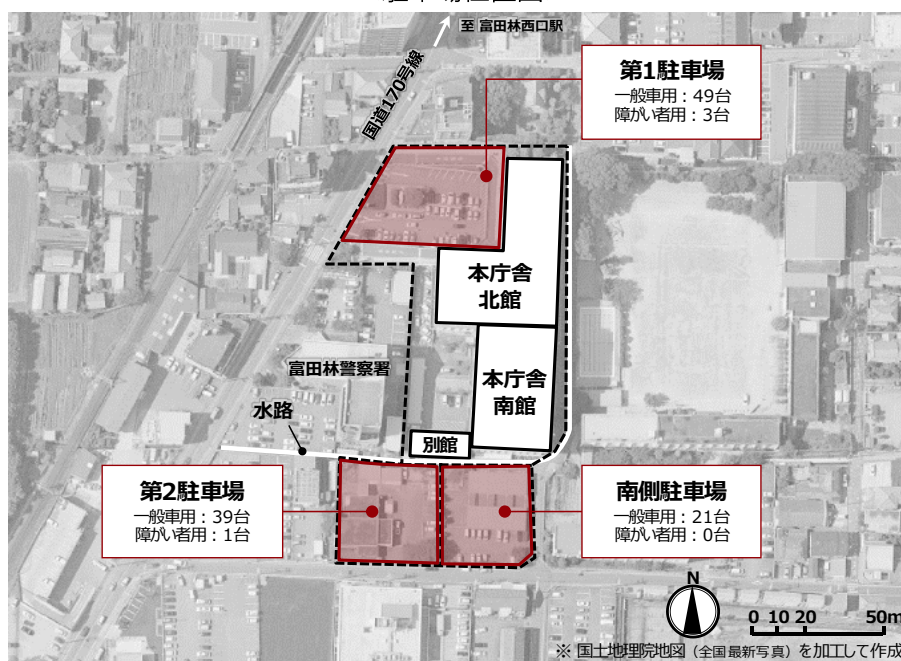 至 富田林西口駅
国道170号線
第1駐車場
一般車用：49台
障がい者用：3台
本庁舎
北館
富田林警察署
本庁舎
南館
水路
別館
第2駐車場
一般車用：39台
障がい者用：1台
南側駐車場
一般車用：21台
障がい者用：0台
N
0 10 20 50m
※ 国土地理院地図（全国最新写真）を加工して作成